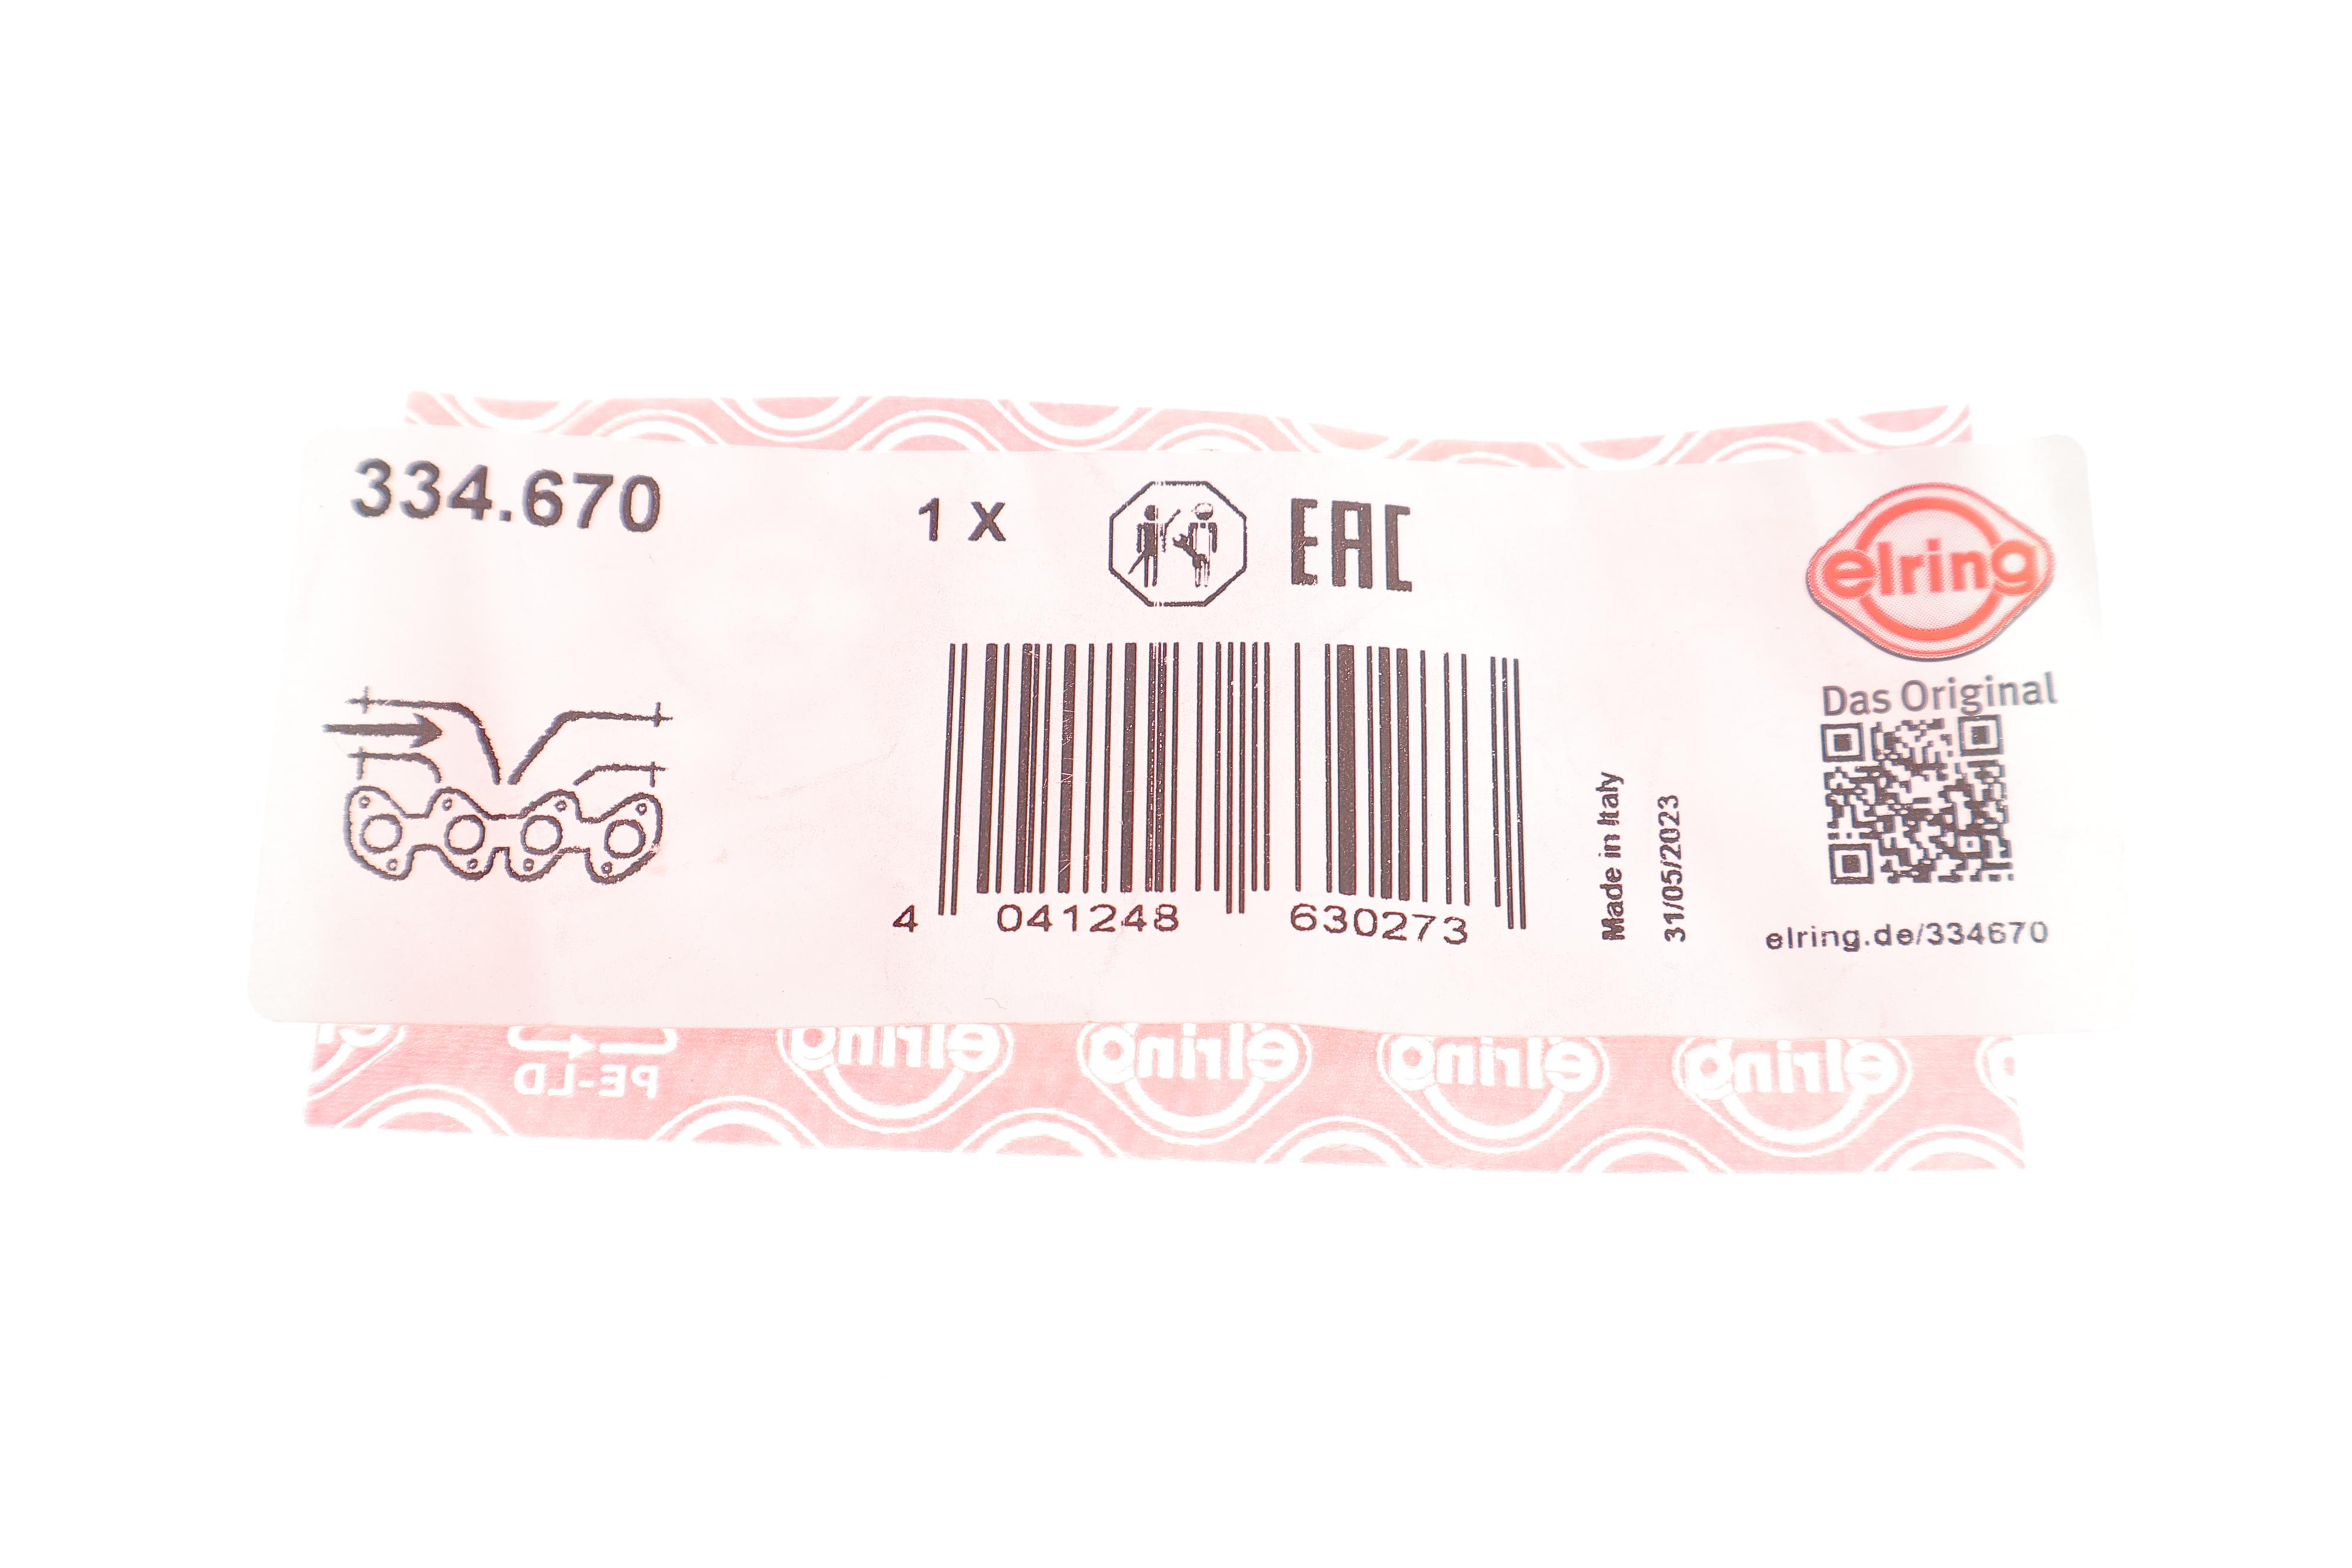 334.670
1 X
EAC
elring
Das Original
4 041248 630273
Made in Italy
31/05/2023
elring.de/334670
elring elring elring elring
PE-LD